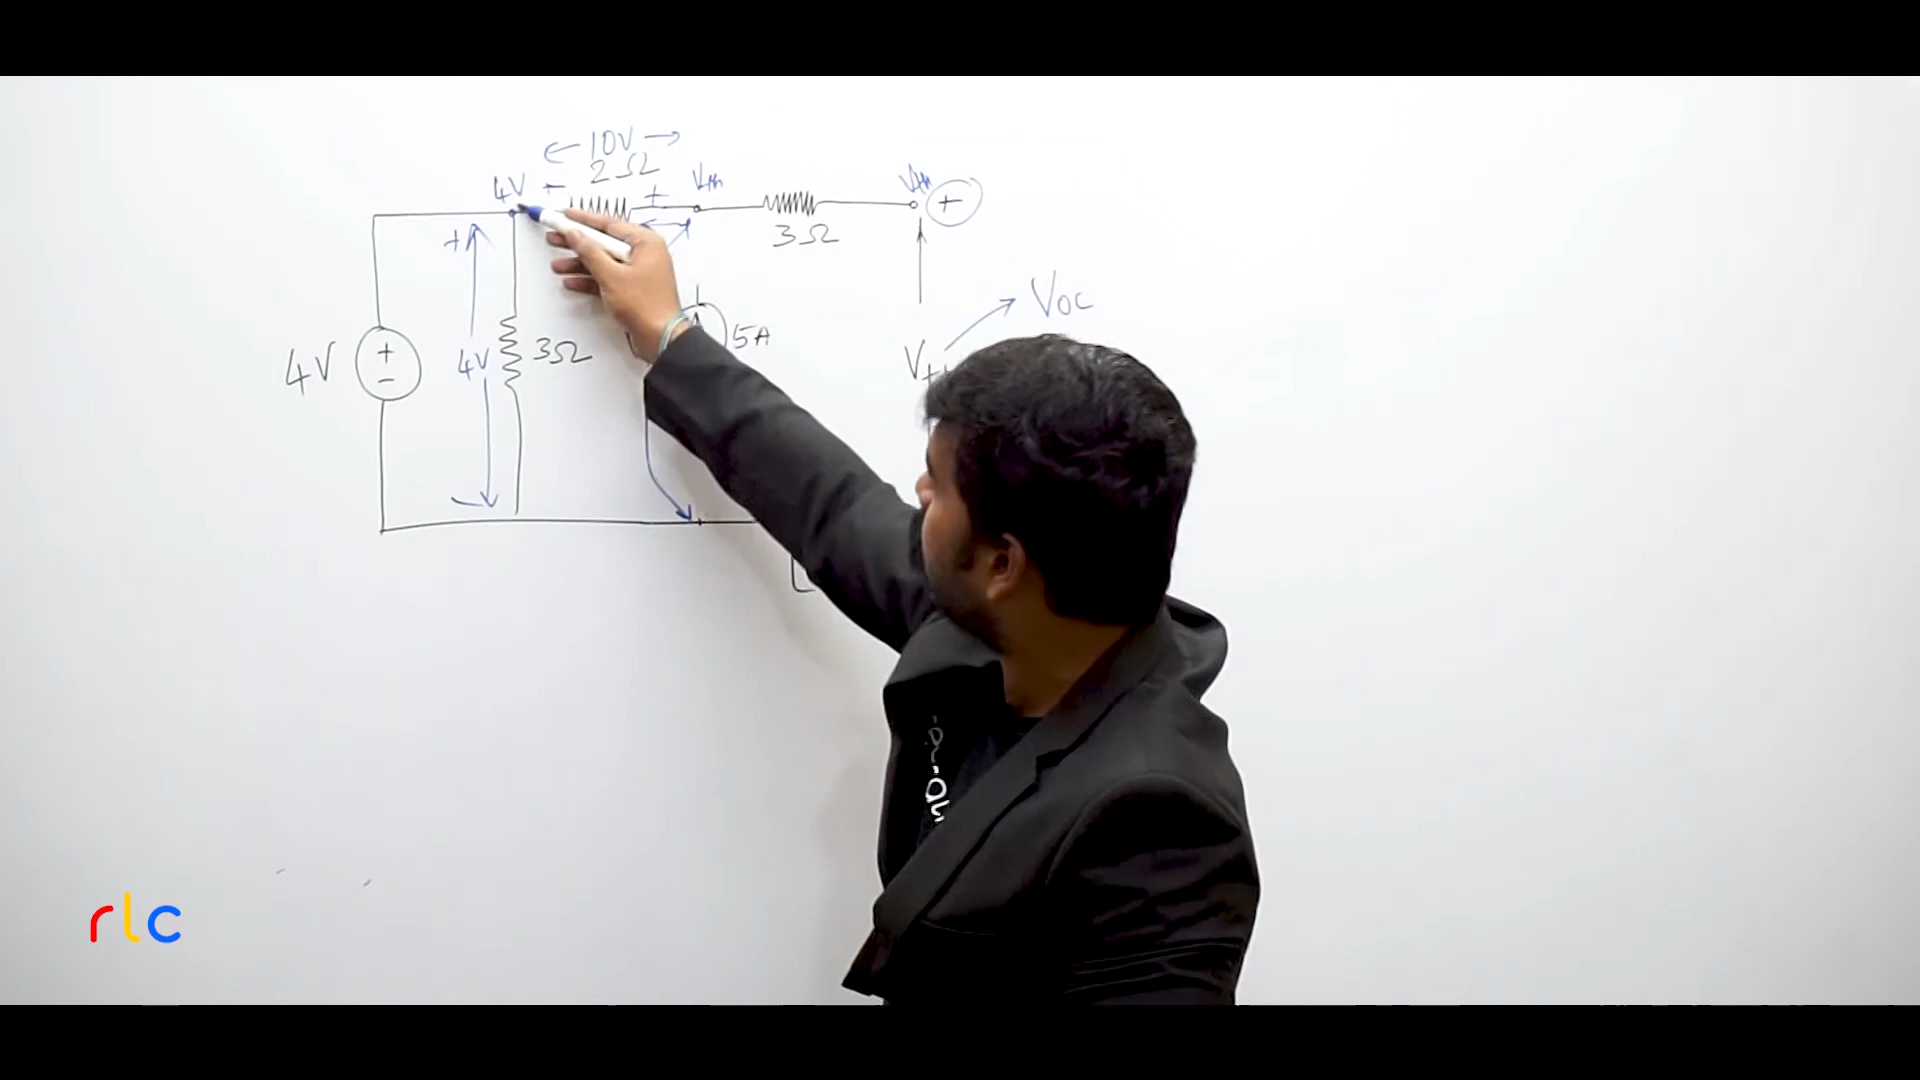 10V
2Ω
4V - + Vth Vth +
3Ω
+
Voc
5A
4V + - 4V 3Ω
rlc